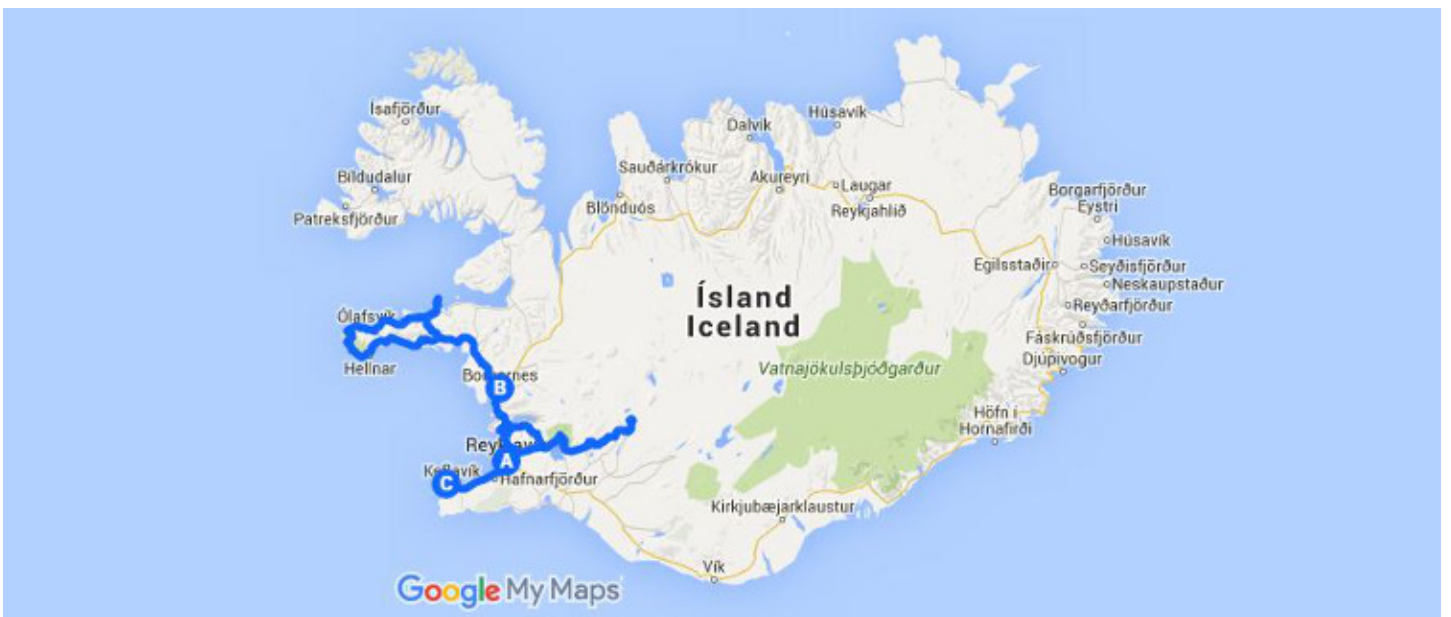 Ísafjörður
Húsavík
Dalvík
Sauðárkrókur
Bíldudalur
Akureyri
Laugar
Borgarfjörður
Eystri
Patreksfjörður
Blönduós
Reykjahlíð
Húsavík
Egilsstaðir
Seyðisfjörður
Neskaupstaður
Ísland
Iceland
Reyðarfjörður
Ólafsvík
Fáskrúðsfjörður
Hellnar
Vatnajökulsþjóðgarður
Djúpivogur
B
Höfn í
Hornafirði
A
C
Hafnarfjörður
Kirkjubæjarklaustur
Vík
Google My Maps